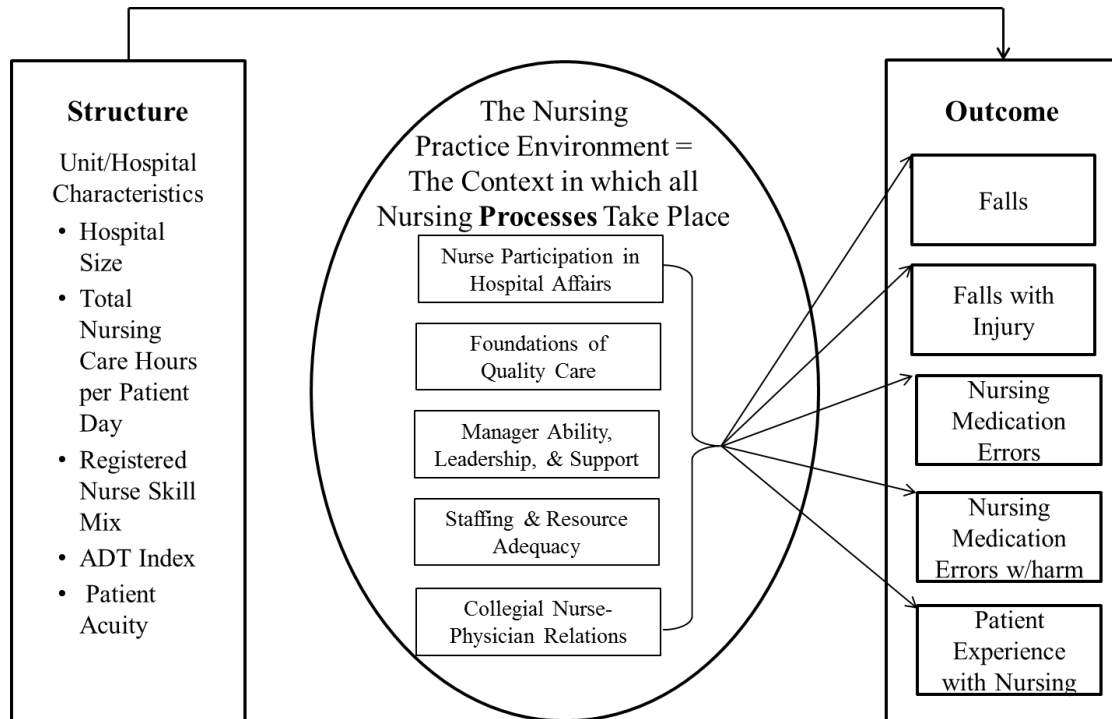 Structure
Unit/Hospital
Characteristics
• Hospital
Size
• Total
Nursing
Care Hours
per Patient
Day
• Registered
Nurse Skill
Mix
• ADT Index
• Patient
Acuity
The Nursing
Practice Environment =
The Context in which all
Nursing Processes Take Place
Nurse Participation in
Hospital Affairs
Foundations of
Quality Care
Manager Ability,
Leadership, & Support
Staffing & Resource
Adequacy
Collegial Nurse-
Physician Relations
Outcome
Falls
Falls with
Injury
Nursing
Medication
Errors
Nursing
Medication
Errors w/harm
Patient
Experience
with Nursing